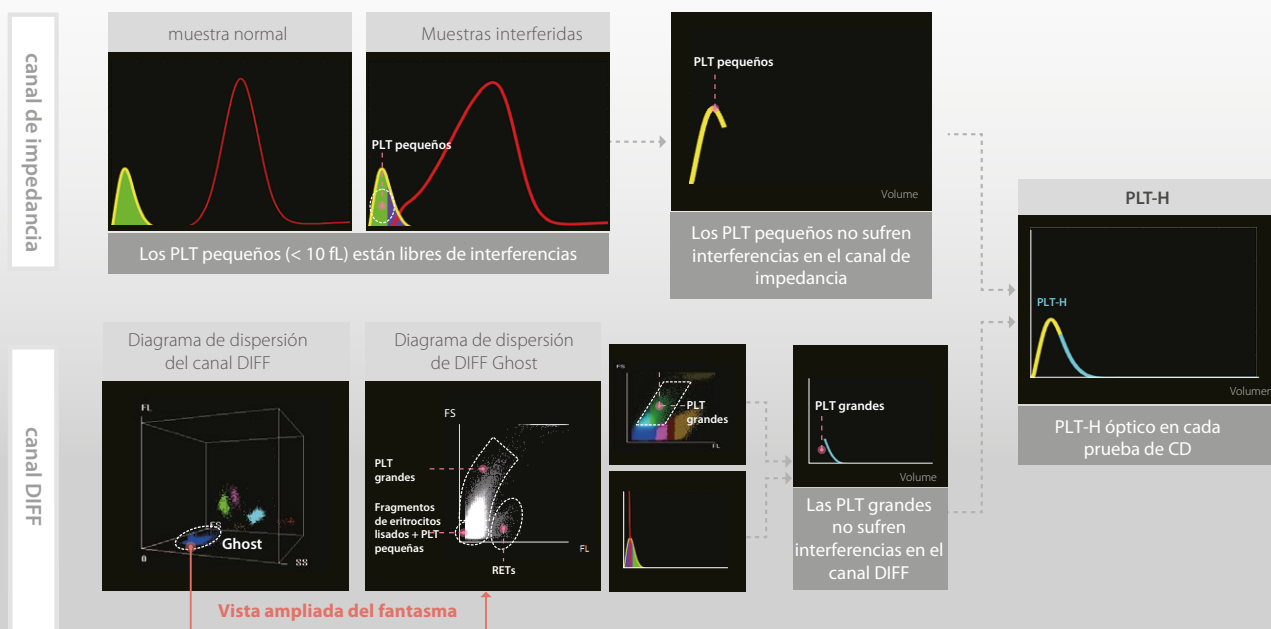 canal de impedancia
muestra normal
Muestras interferidas
PLT pequeños
Los PLT pequeños (< 10 fL) están libres de interferencias
PLT pequeños
Volume
Los PLT pequeños no sufren
interferencias en el canal de
impedancia
PLT-H
PLT-H
Volumen
PLT-H óptico en cada
prueba de CD
canal DIFF
Diagrama de dispersión
del canal DIFF
FL
FS
Ghost
0
SS
Diagrama de dispersión
de DIFF Ghost
FS
PLT
grandes
Fragmentos
de eritrocitos
lisados + PLT
pequeñas
FL
RETs
FS
PLT
grandes
FL
PLT grandes
Volume
Las PLT grandes
no sufren
interferencias en el
canal DIFF
Vista ampliada del fantasma